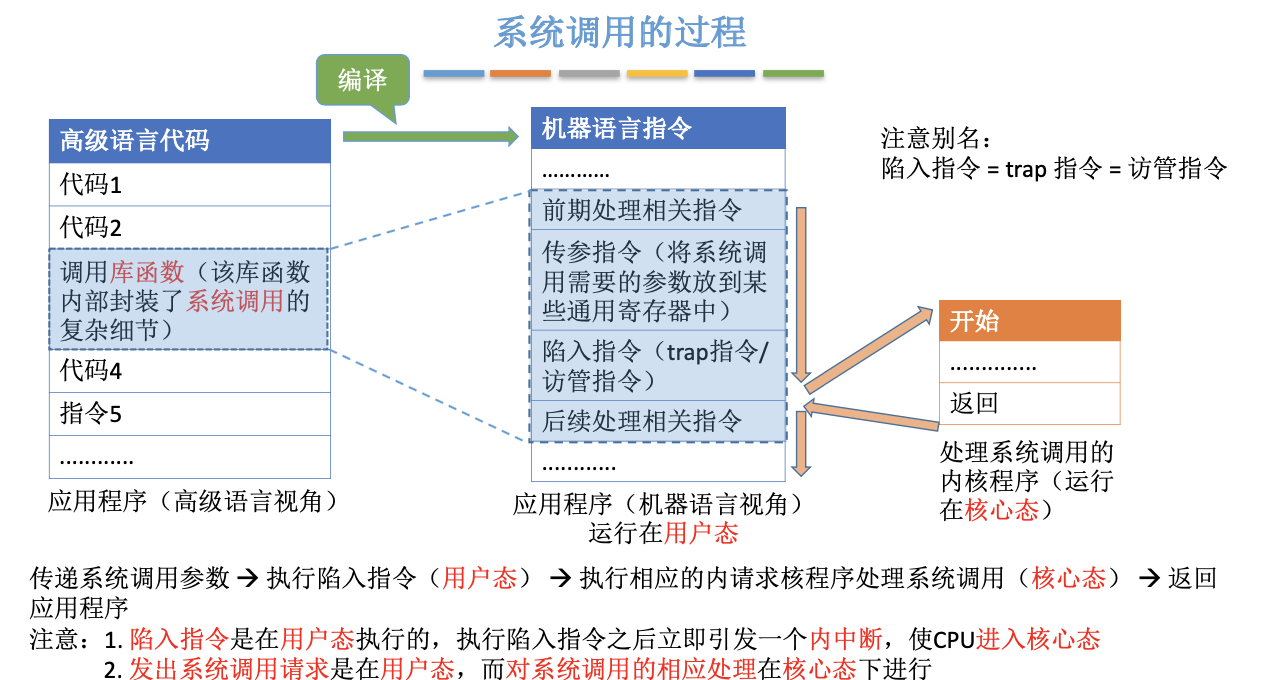 系统调用的过程
编译
高级语言代码
代码1
代码2
调用库函数（该库函数
内部封装了系统调用的
复杂细节）
代码4
指令5
............
应用程序（高级语言视角）
机器语言指令
............
前期处理相关指令
传参指令（将系统调
用需要的参数放到某
些通用寄存器中）
陷入指令（trap指令/
访管指令）
后续处理相关指令
............
应用程序（机器语言视角）
运行在用户态
注意别名：
陷入指令 = trap 指令 = 访管指令
开始
..............
返回
处理系统调用的
内核程序（运行
在核心态）
传递系统调用参数 → 执行陷入指令（用户态） → 执行相应的内请求核程序处理系统调用（核心态） → 返回
应用程序
注意：1. 陷入指令是在用户态执行的，执行陷入指令之后立即引发一个内中断，使CPU进入核心态
2. 发出系统调用请求是在用户态，而对系统调用的相应处理在核心态下进行